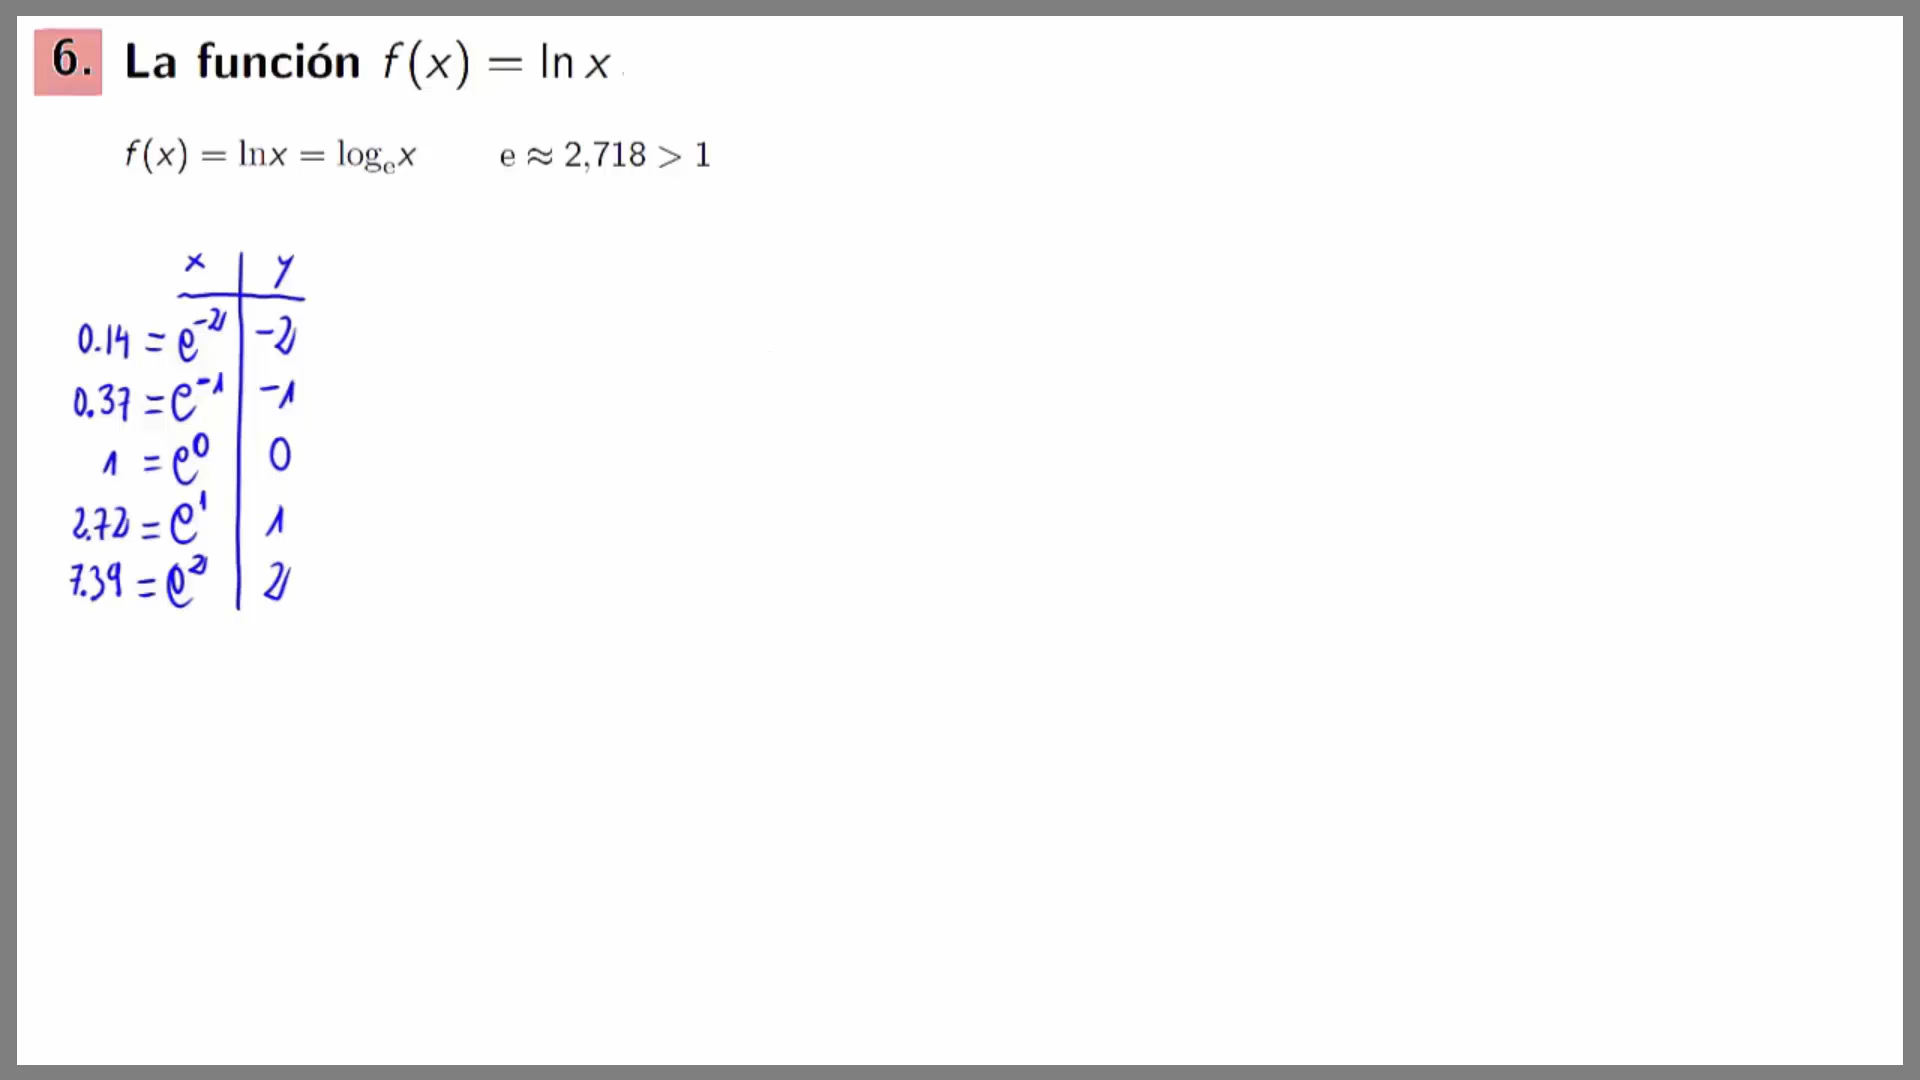 6. La función f(x) = ln x
f(x) = lnx = logₑx e ≈ 2,718 > 1
x y
0.14 = e⁻² -2
0.37 = e⁻¹ -1
1 = e⁰ 0
2.72 = e¹ 1
7.39 = e² 2